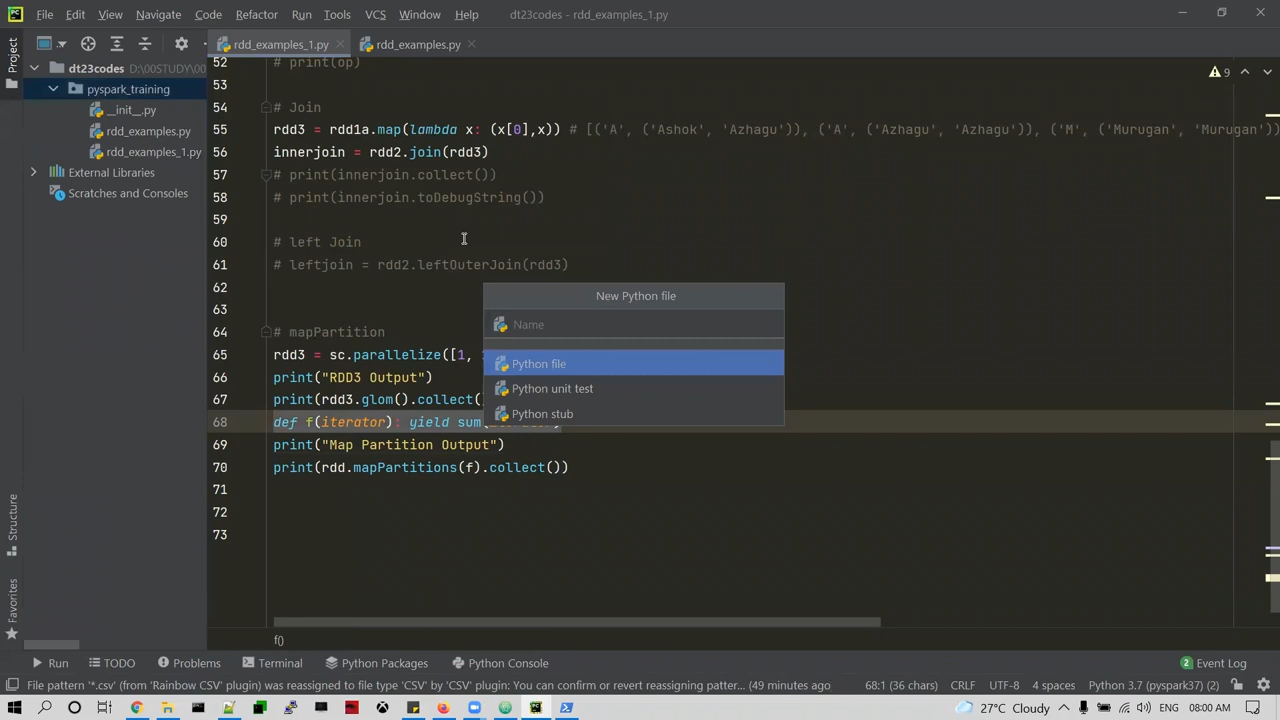 File Edit View Navigate Code Refactor Run Tools VCS Window Help dt23codes - rdd_examples_1.py
Project
rdd_examples_1.py
rdd_examples.py
dt23codes D:\00STUDY\00TRAINING
pyspark_training
__init__.py
rdd_examples.py
rdd_examples_1.py
External Libraries
Scratches and Consoles
9
52 # print(op)
53
54 # Join
55 rdd3 = rdd1a.map(lambda x: (x[0],x)) # [('A', ('Ashok', 'Azhagu')), ('A', ('Azhagu', 'Azhagu')), ('M', ('Murugan', 'Murugan'))
56 innerjoin = rdd2.join(rdd3)
57 # print(innerjoin.collect())
58 # print(innerjoin.toDebugString())
59
60 # left Join
61 # leftjoin = rdd2.leftOuterJoin(rdd3)
62
63
64 # mapPartition
65 rdd3 = sc.parallelize([1,
66 print("RDD3 Output")
67 print(rdd3.glom().collect()
68 def f(iterator): yield sum(
69 print("Map Partition Output")
70 print(rdd.mapPartitions(f).collect())
71
72
73
New Python file
Name
Python file
Python unit test
Python stub
f()
Structure
Favorites
Run TODO Problems Terminal Python Packages Python Console 2 Event Log
File pattern '*.csv' (from 'Rainbow CSV' plugin) was reassigned to file type 'CSV' by 'CSV' plugin: You can confirm or revert reassigning pattern... (49 minutes ago) 68:1 (36 chars) CRLF UTF-8 4 spaces Python 3.7 (pyspark37) (2)
27°C Cloudy ENG 08:00 AM